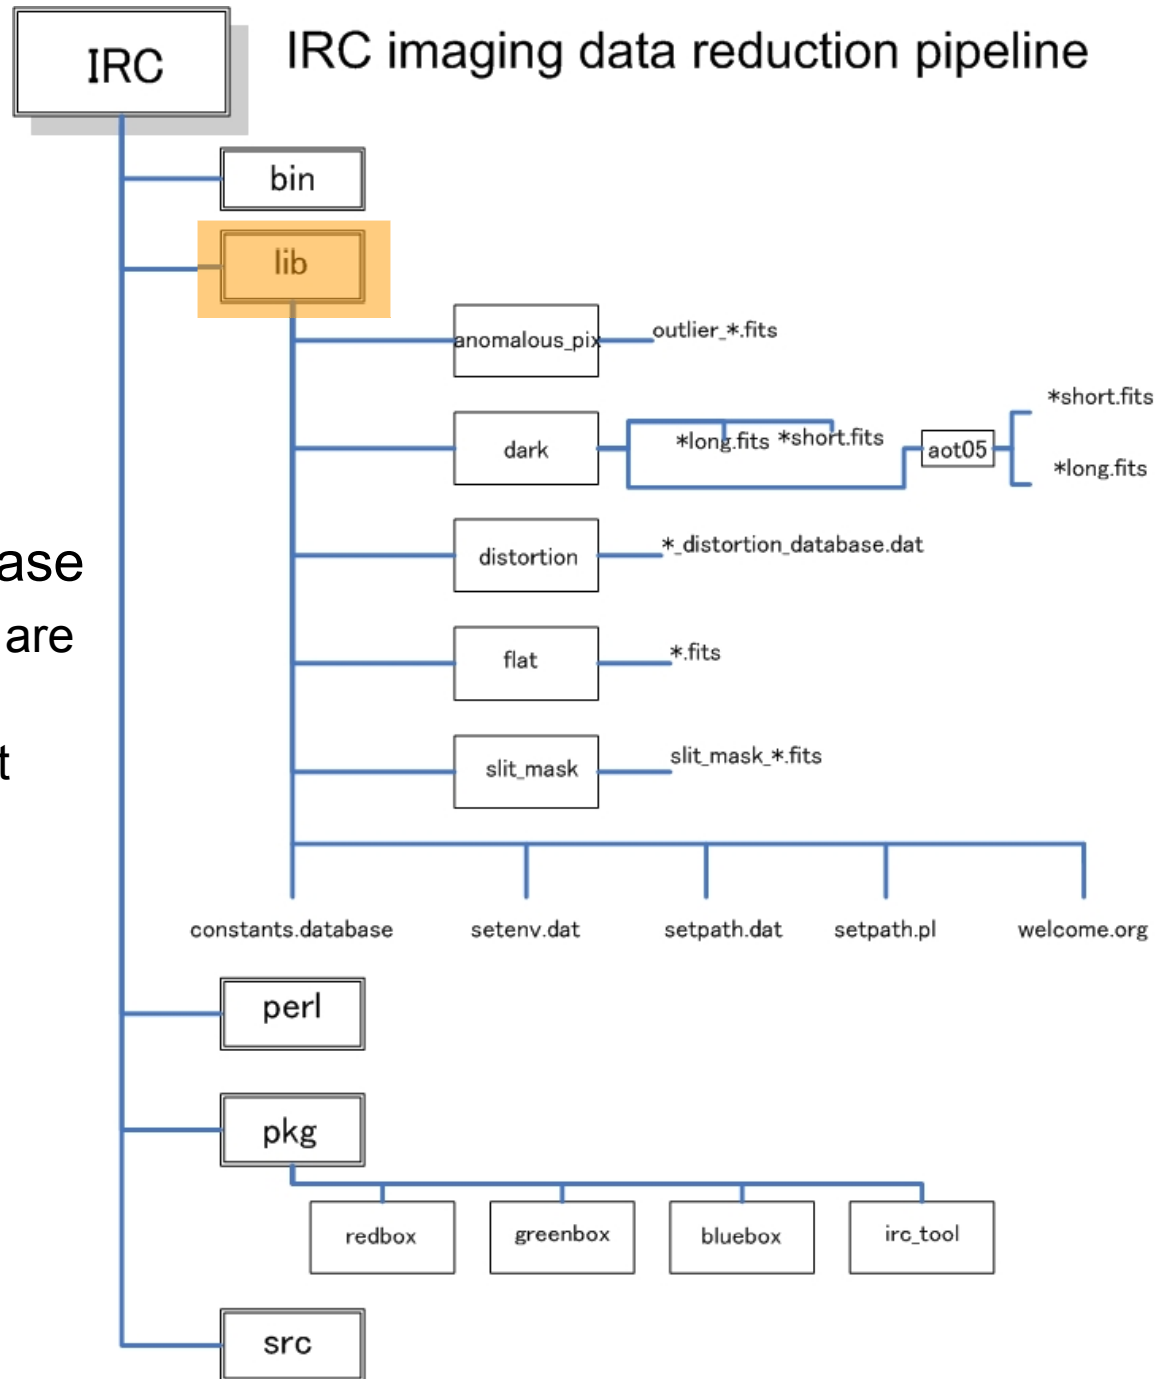 IRC
IRC imaging data reduction pipeline
bin
lib
anomalous_pix
outlier_*.fits
*short.fits
dark
*long.fits
*short.fits
aot05
*long.fits
distortion
*_distortion_database.dat
ase
are
flat
*.fits
t
slit_mask
slit_mask_*.fits
constants.database
setenv.dat
setpath.dat
setpath.pl
welcome.org
perl
pkg
redbox
greenbox
bluebox
irc_tool
src